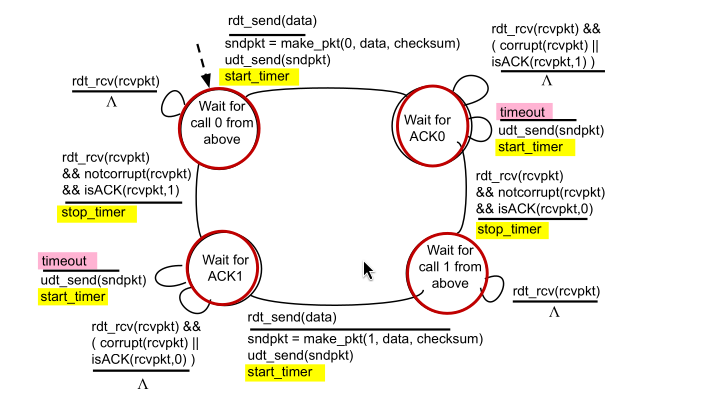 rdt_send(data)
sndpkt = make_pkt(0, data, checksum)
udt_send(sndpkt)
start_timer
rdt_rcv(rcvpkt) &&
( corrupt(rcvpkt) ||
isACK(rcvpkt,1) )
Λ
rdt_rcv(rcvpkt)
Λ
Wait for
call 0 from
above
Wait for
ACK0
timeout
udt_send(sndpkt)
start_timer
rdt_rcv(rcvpkt)
&& notcorrupt(rcvpkt)
&& isACK(rcvpkt,1)
stop_timer
rdt_rcv(rcvpkt)
&& notcorrupt(rcvpkt)
&& isACK(rcvpkt,0)
stop_timer
timeout
udt_send(sndpkt)
start_timer
Wait for
ACK1
Wait for
call 1 from
above
rdt_rcv(rcvpkt)
Λ
rdt_rcv(rcvpkt) &&
( corrupt(rcvpkt) ||
isACK(rcvpkt,0) )
Λ
rdt_send(data)
sndpkt = make_pkt(1, data, checksum)
udt_send(sndpkt)
start_timer